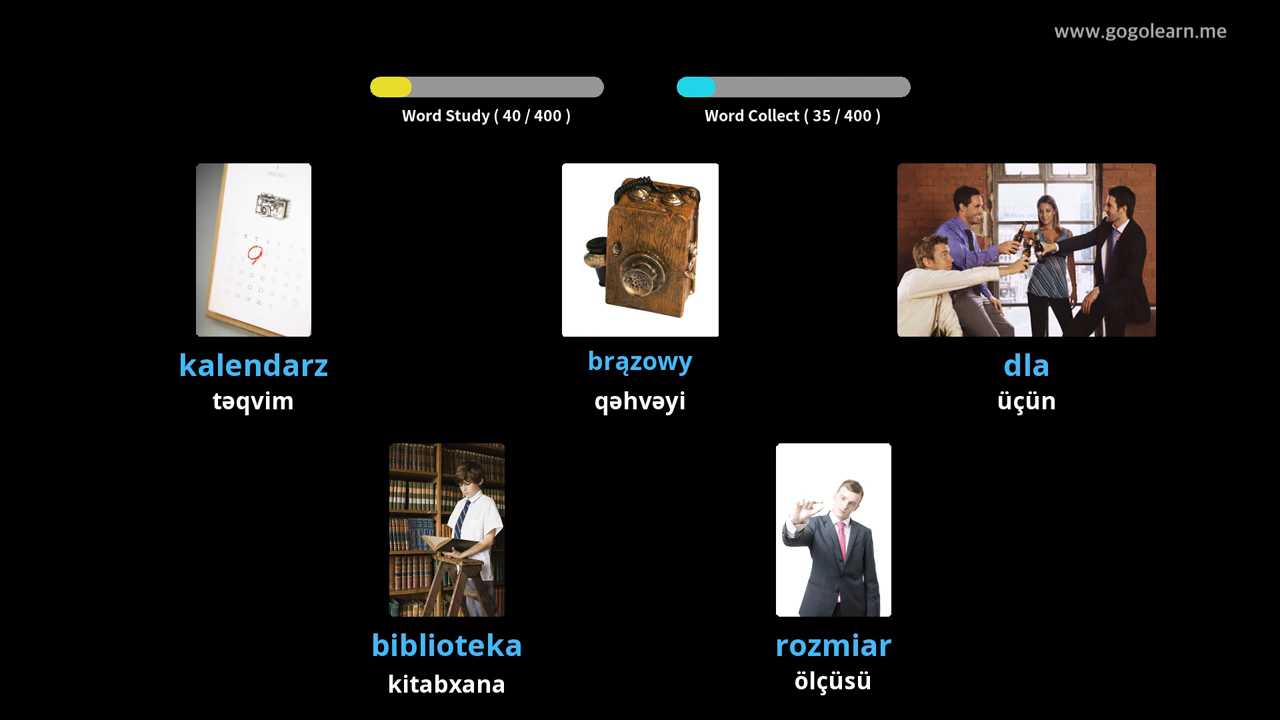 www.gogolearn.me
Word Study ( 40 / 400 )
Word Collect ( 35 / 400 )
kalendarz
təqvim
brązowy
qəhvəyi
dla
üçün
biblioteka
kitabxana
rozmiar
ölçüsü